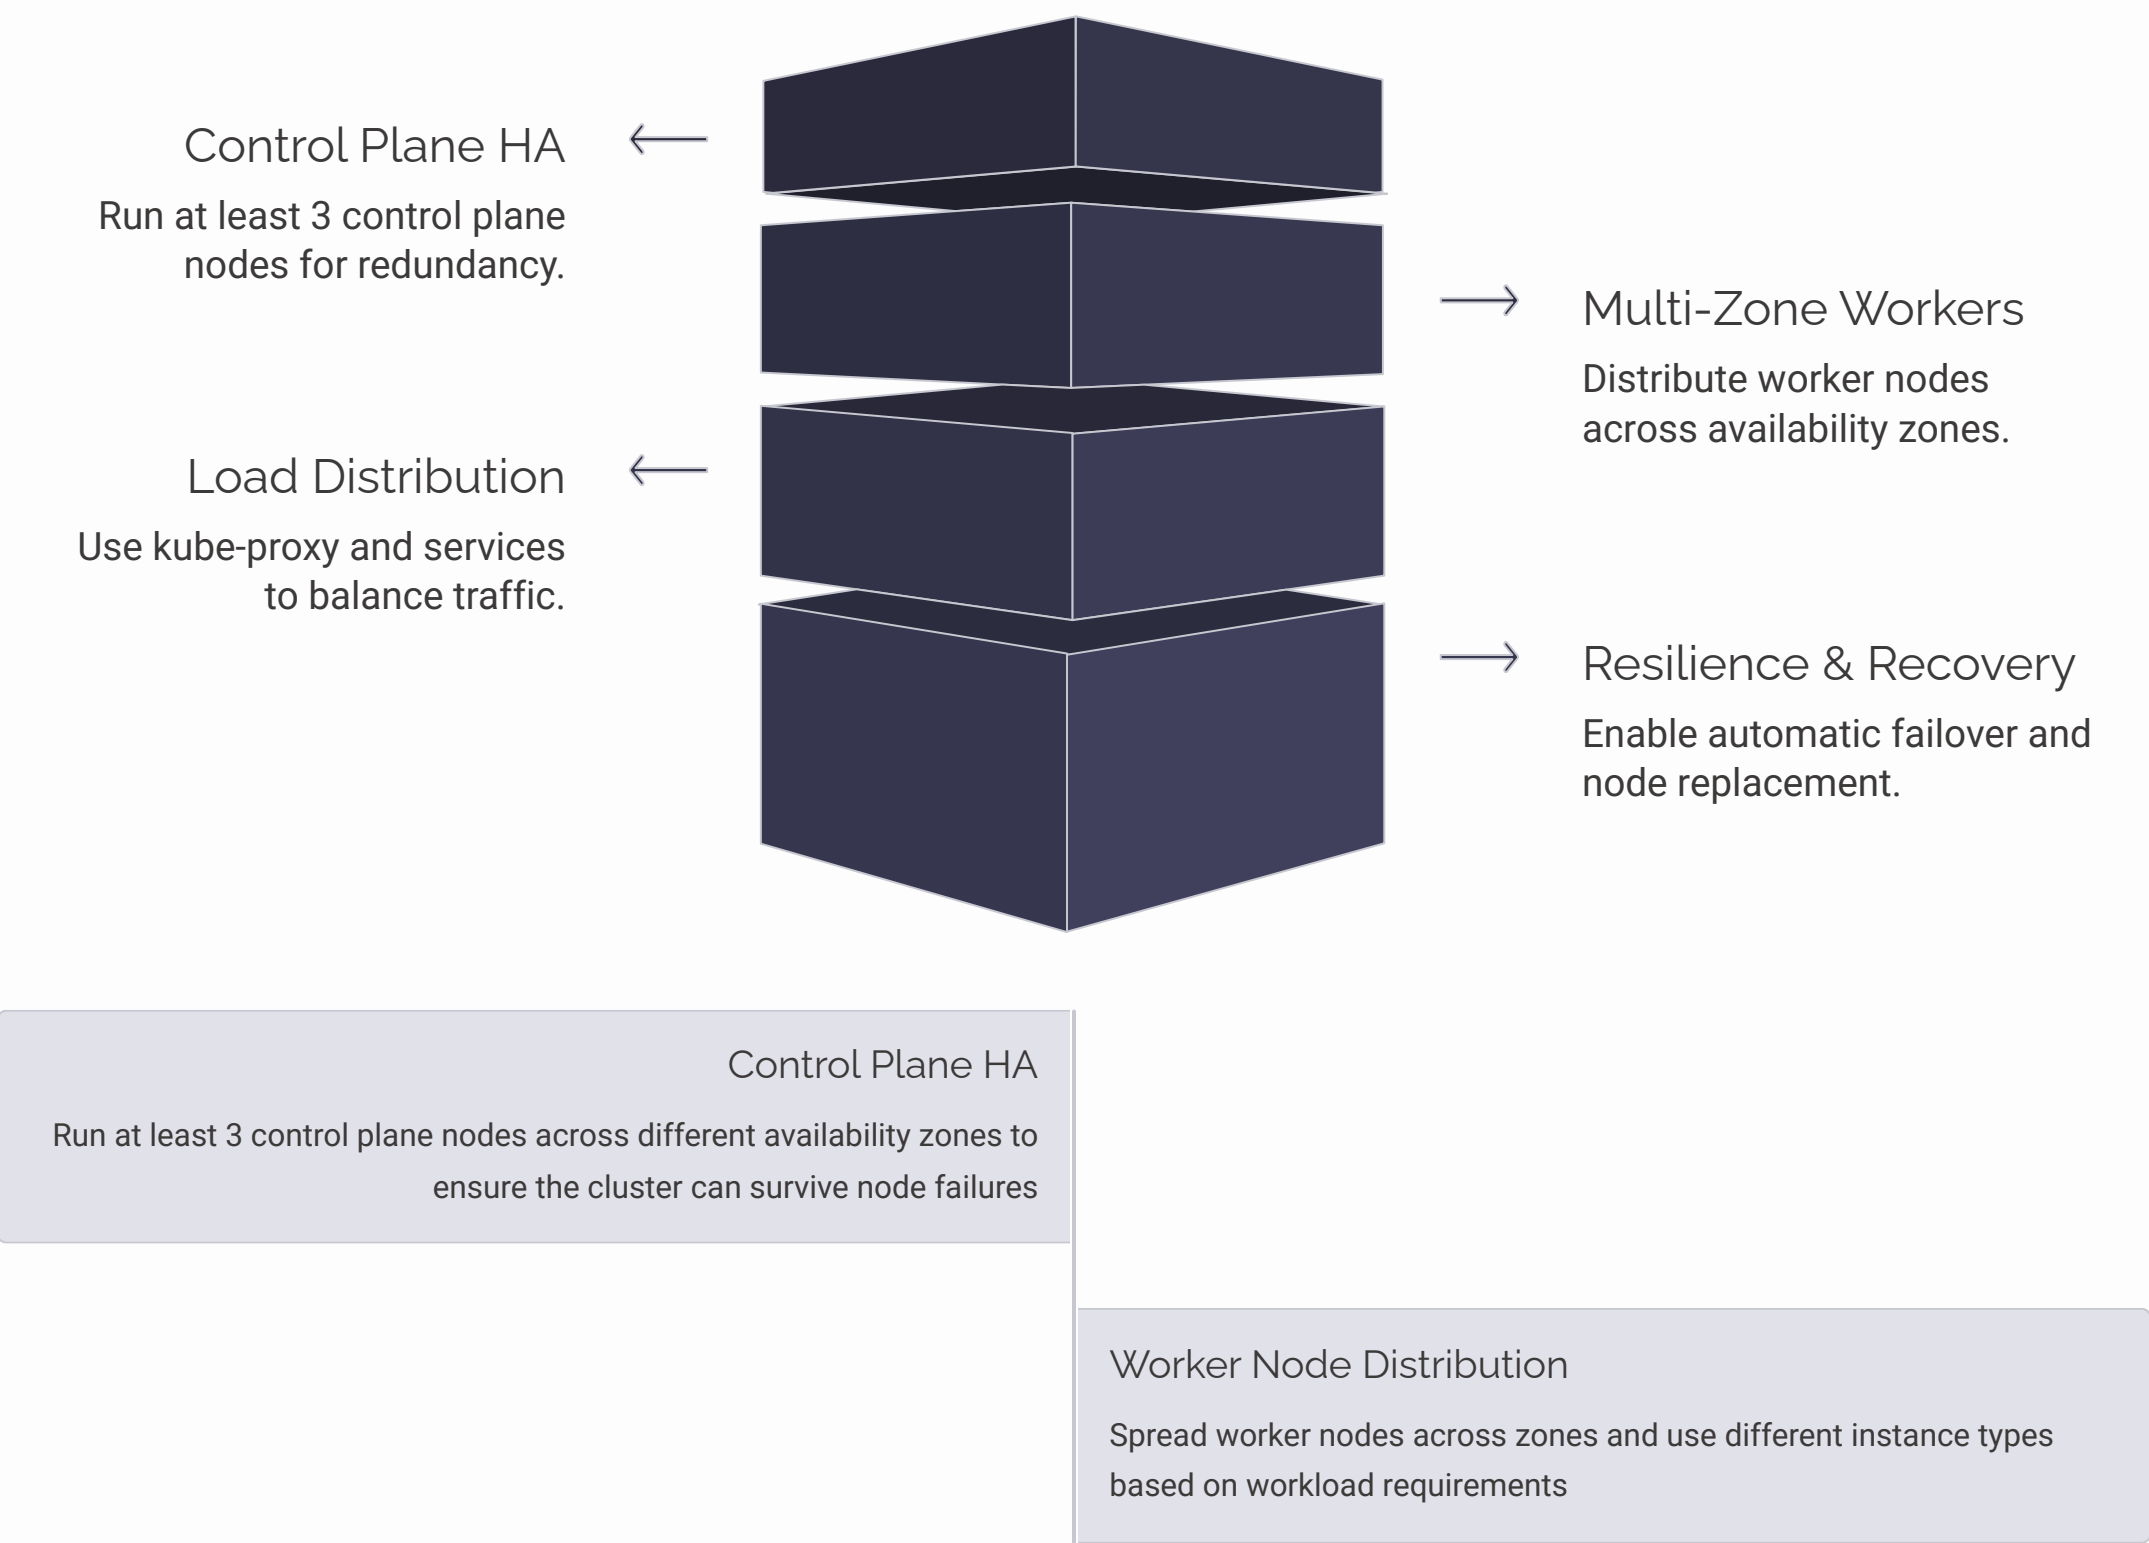 Control Plane HA
Run at least 3 control plane
nodes for redundancy.
Multi-Zone Workers
Distribute worker nodes
across availability zones.
Load Distribution
Use kube-proxy and services
to balance traffic.
Resilience & Recovery
Enable automatic failover and
node replacement.
Control Plane HA
Run at least 3 control plane nodes across different availability zones to
ensure the cluster can survive node failures
Worker Node Distribution
Spread worker nodes across zones and use different instance types
based on workload requirements